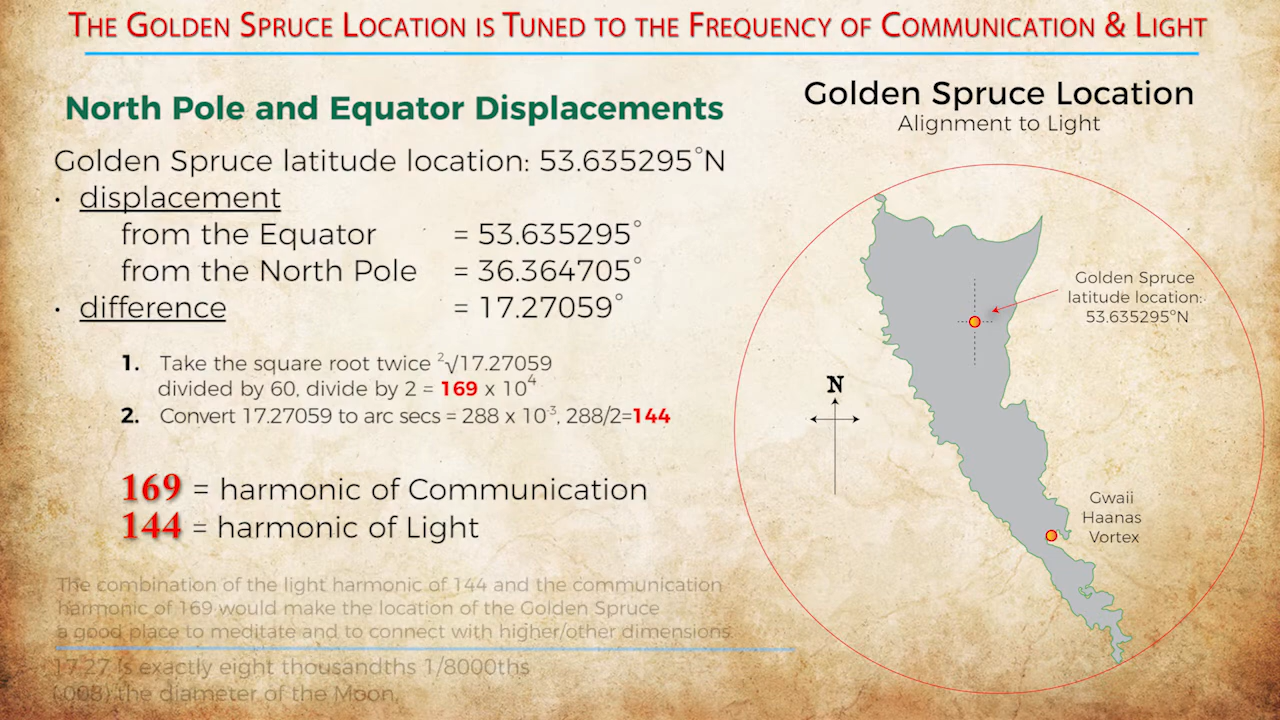 THE GOLDEN SPRUCE LOCATION IS TUNED TO THE FREQUENCY OF COMMUNICATION & LIGHT
North Pole and Equator Displacements
Golden Spruce latitude location: 53.635295°N
· displacement
from the Equator = 53.635295°
from the North Pole = 36.364705°
· difference = 17.27059°
1. Take the square root twice ²√17.27059
divided by 60, divide by 2 = 169 x 10⁴
2. Convert 17.27059 to arc secs = 288 x 10⁻³, 288/2=144
169 = harmonic of Communication
144 = harmonic of Light
The combination of the light harmonic of 144 and the communication
harmonic of 169 would make the location of the Golden Spruce
a good place to meditate and to connect with higher/other dimensions.
17.27 is exactly eight thousandths 1/8000ths
(.008) the diameter of the Moon.
Golden Spruce Location
Alignment to Light
Golden Spruce
latitude location:
53.635295°N
N
Gwaii
Haanas
Vortex